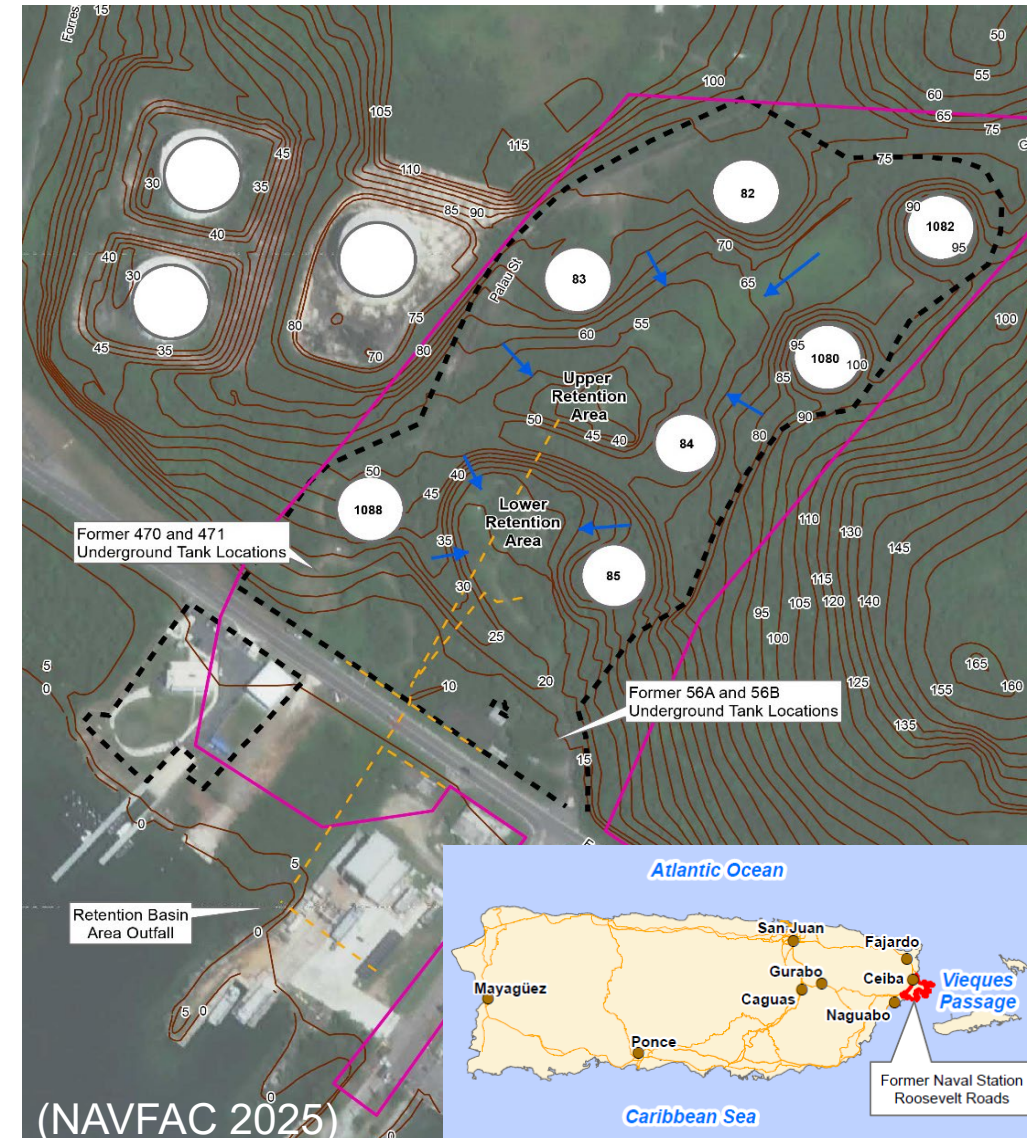 Forres
15
50
55
60
65
75
100
105
110
115
85
90
45
35
30
40
40
40
30
45
35
80
75
80
70
Palau St
82
75
90
1082
95
83
70
65
60
55
100
95
1080
100
85
90
80
Upper
Retention
Area
50
45
40
84
50
1088
45
40
35
30
Lower
Retention
Area
85
Former 470 and 471
Underground Tank Locations
25
20
10
15
110
130
145
115
95
105
120
140
100
125
165
155
160
135
Former 56A and 56B
Underground Tank Locations
5
0
0
5
0
5
0
0
0
Retention Basin
Area Outfall
(NAVFAC 2025)
Atlantic Ocean
San Juan
Fajardo
Gurabo
Ceiba
Vieques
Passage
Mayagüez
Caguas
Naguabo
Ponce
Former Naval Station
Roosevelt Roads
Caribbean Sea